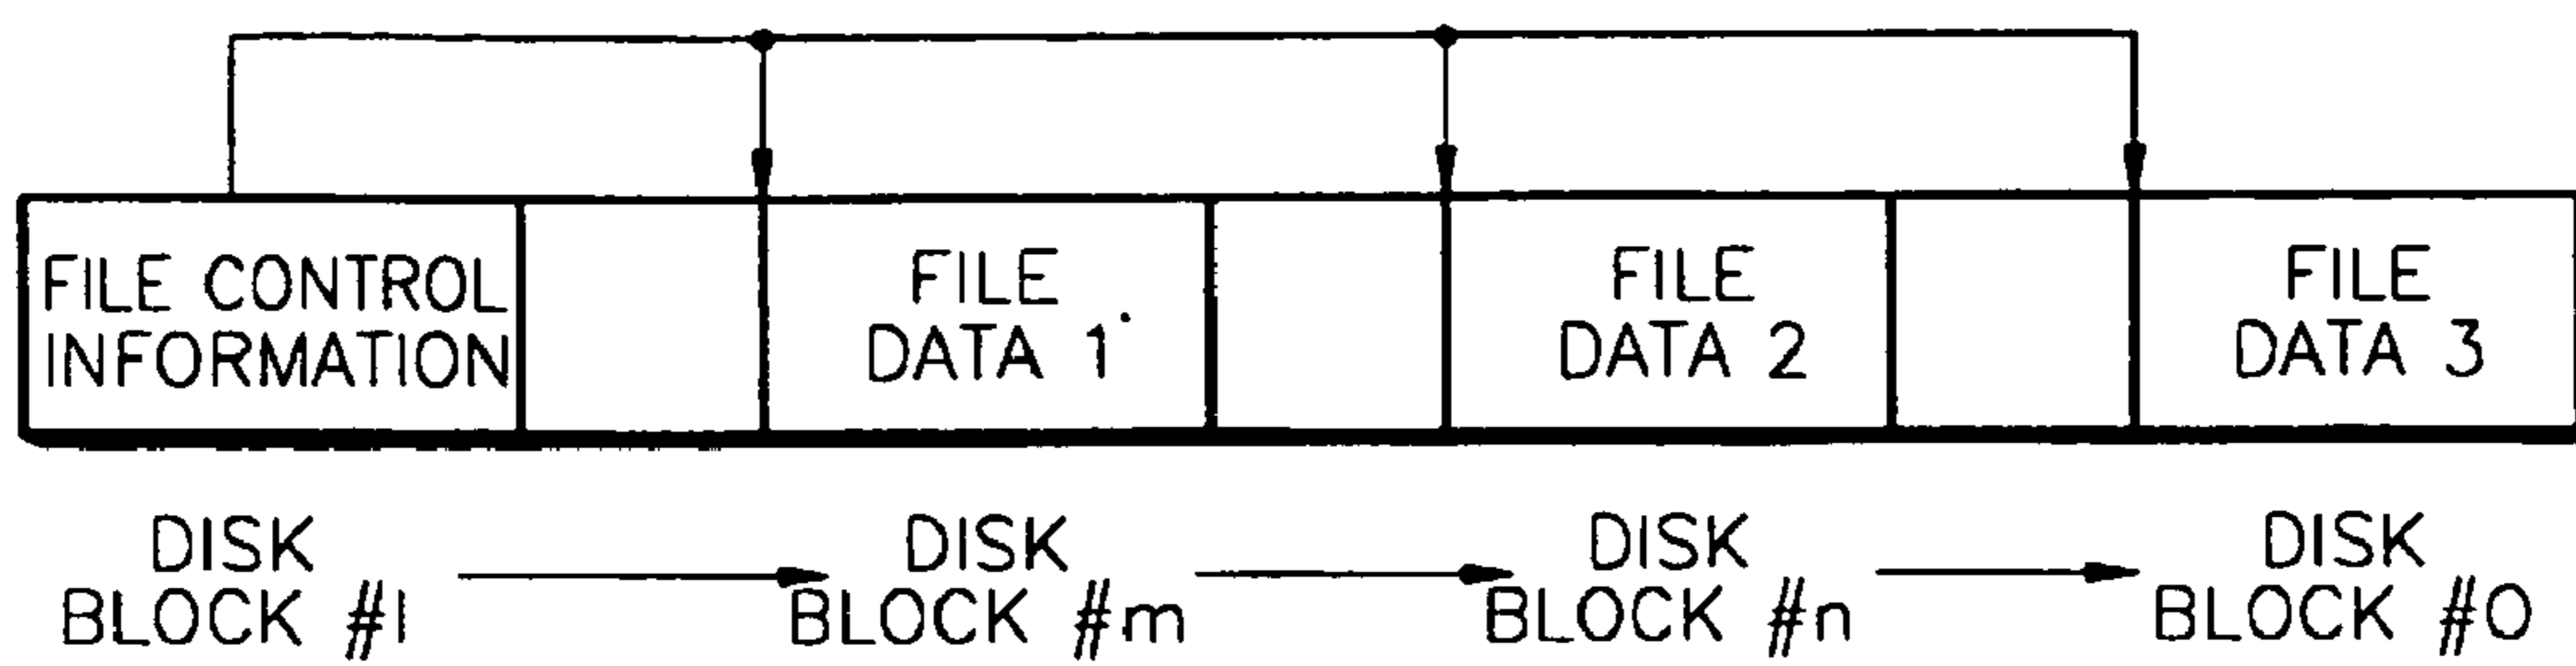 FILE CONTROL
INFORMATION
FILE
DATA 1
FILE
DATA 2
FILE
DATA 3
DISK
BLOCK #l
DISK
BLOCK #m
DISK
BLOCK #n
DISK
BLOCK #O